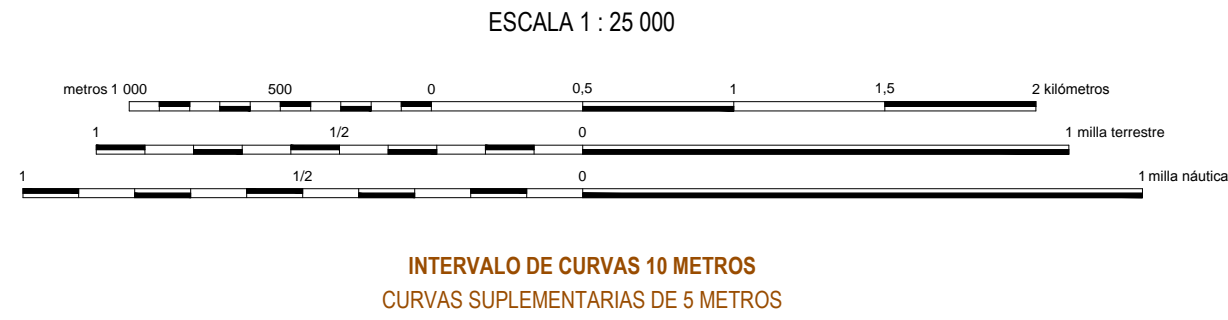 ESCALA 1 : 25 000
metros 1 000 500 0 0,5 1 1,5 2 kilómetros
1 1/2 0 1 milla terrestre
1 1/2 0 1 milla náutica
INTERVALO DE CURVAS 10 METROS
CURVAS SUPLEMENTARIAS DE 5 METROS